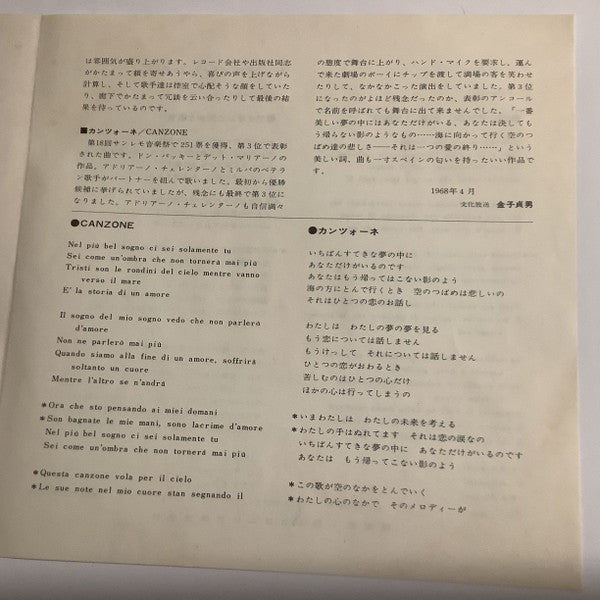 は雰囲気が盛り上がります。レコード会社や出版社同志
がかたまって額を寄せあうやら、喜びの声を上げながら
計算し、そして歌手達は控室で心配そうな顔をしていた
り、廊下でかたまって冗談を云い合ったりして最後の結
果を持っているのです。
■カンツォーネ/CANZONE
第18回サンレモ音楽祭で251票を獲得、第3位で表彰
された曲です。ドン・バッキーとデット・マリアーノの
作品。アドリアーノ・チェレンターノとミルバのベテラ
ン歌手がパートナーを組んで歌いました。最初から優勝
候補に挙げられていましたが、残念にも最終で第3位に
なりました。アドリアーノ・チェレンターノも自信満々
の態度で舞台に上がり、ハンド・マイクを要求し、運ん
で来た劇場のボーイにチップを渡して満場の客を笑わせ
たりして、なかなかこった演出をしていました。第3位
になったのがよほど残念だったのか、表彰のアンコール
で名前を呼ばれても舞台に出て来ませんでした。「一番
美しい夢の中にはあなただけがいる、あなたは決しても
う帰らない影のようなもの……海に向かって行く空のつ
ばめ達の悲しさ――それは一つの愛の終り……」という
美しい詞、曲も一寸スペインの匂いを持ったいい作品で
す。
1968年4月
文化放送 金子貞男
●CANZONE
Nel più bel sogno ci sei solamente tu
Sei come un'ombra che non tornerà mai più
Tristi son le rondini del cielo mentre vanno
verso il mare
E' la storia di un amore
Il sogno del mio sogno vedo che non parlerò
d'amore
Non ne parlerò mai più
Quando siamo alla fine di un amore, soffrirà
soltanto un cuore
Mentre l'altro se n'andrà
*Ora che sto pensando ai miei domani
*Son bagnate le mie mani, sono lacrime d'amore
Nel più bel sogno ci sei solamente tu
Sei come un'ombra che non tornerà mai più
*Questa canzone vola per il cielo
*Le sue note nel mio cuore stan segnando il
●カンツォーネ
いちばんすてきな夢の中に
あなただけがいるのです
あなたはもう帰ってはこない影のよう
海の方にとんで行くとき 空のつばめは悲しいの
それはひとつの恋のお話し
わたしは わたしの夢の夢を見る
もう恋については話しません
もうけっして それについては話しません
ひとつの恋がおわるとき
苦しむのはひとつの心だけ
ほかの心は行ってしまうの
*いまわたしは わたしの未来を考える
*わたしの手はぬれてます それは恋の涙なの
いちばんすてきな夢の中に あなただけがいるのです
あなたは もう帰ってこない影のよう
*この歌が空のなかをとんでいく
*わたしの心のなかで そのメロディーが